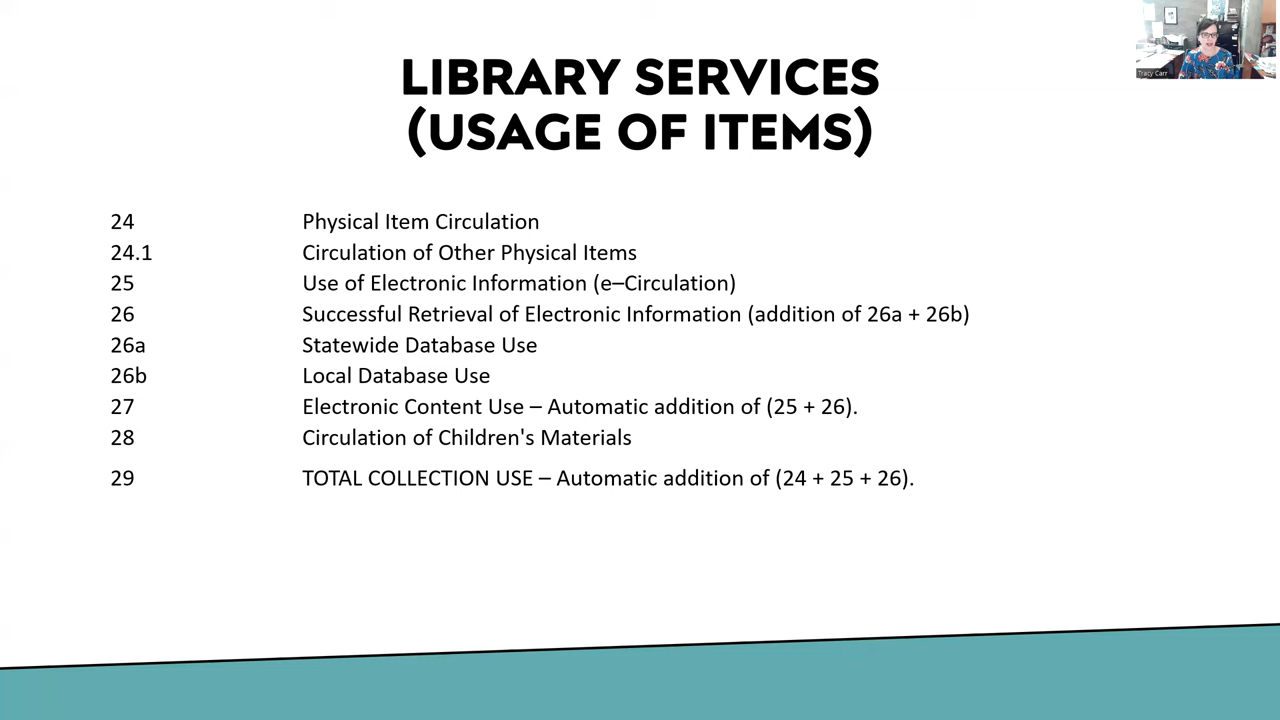 LIBRARY SERVICES
(USAGE OF ITEMS)
24 Physical Item Circulation
24.1 Circulation of Other Physical Items
25 Use of Electronic Information (e–Circulation)
26 Successful Retrieval of Electronic Information (addition of 26a + 26b)
26a Statewide Database Use
26b Local Database Use
27 Electronic Content Use – Automatic addition of (25 + 26).
28 Circulation of Children's Materials
29 TOTAL COLLECTION USE – Automatic addition of (24 + 25 + 26).
Tracy Carr